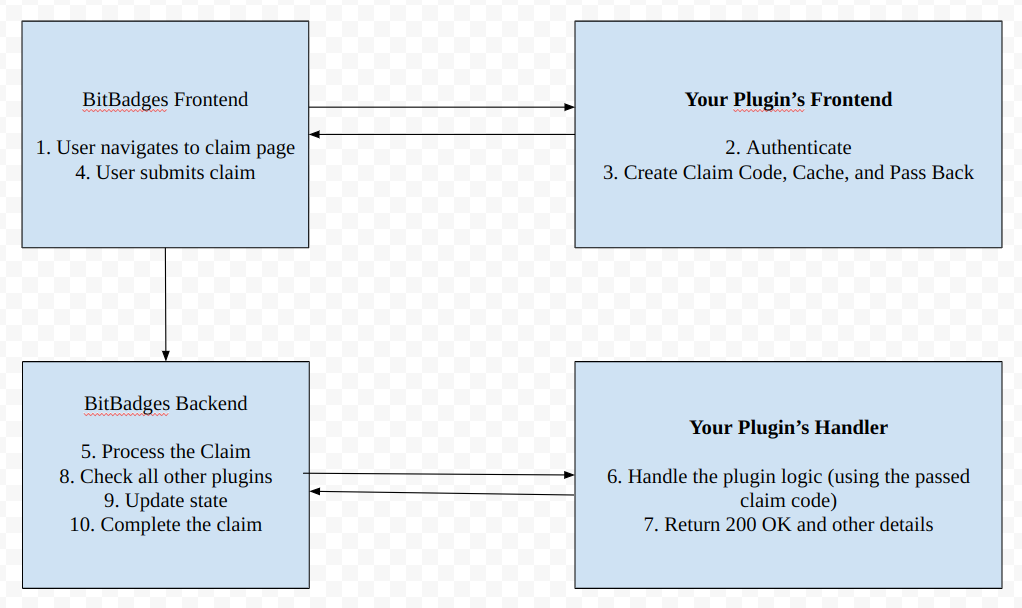 BitBadges Frontend
1. User navigates to claim page
4. User submits claim
Your Plugin’s Frontend
2. Authenticate
3. Create Claim Code, Cache, and Pass Back
BitBadges Backend
5. Process the Claim
8. Check all other plugins
9. Update state
10. Complete the claim
Your Plugin’s Handler
6. Handle the plugin logic (using the passed
claim code)
7. Return 200 OK and other details